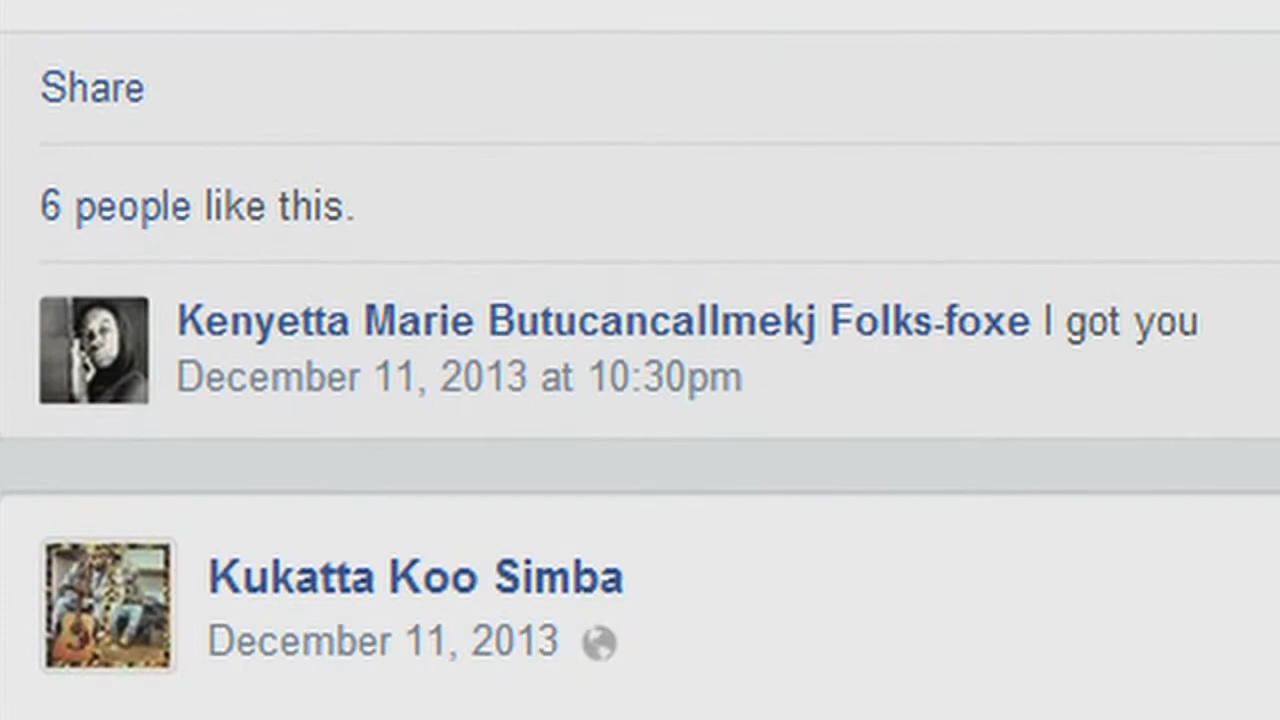 Share
6 people like this.
Kenyetta Marie Butucancallmekj Folks-foxe I got you
December 11, 2013 at 10:30pm
Kukatta Koo Simba
December 11, 2013